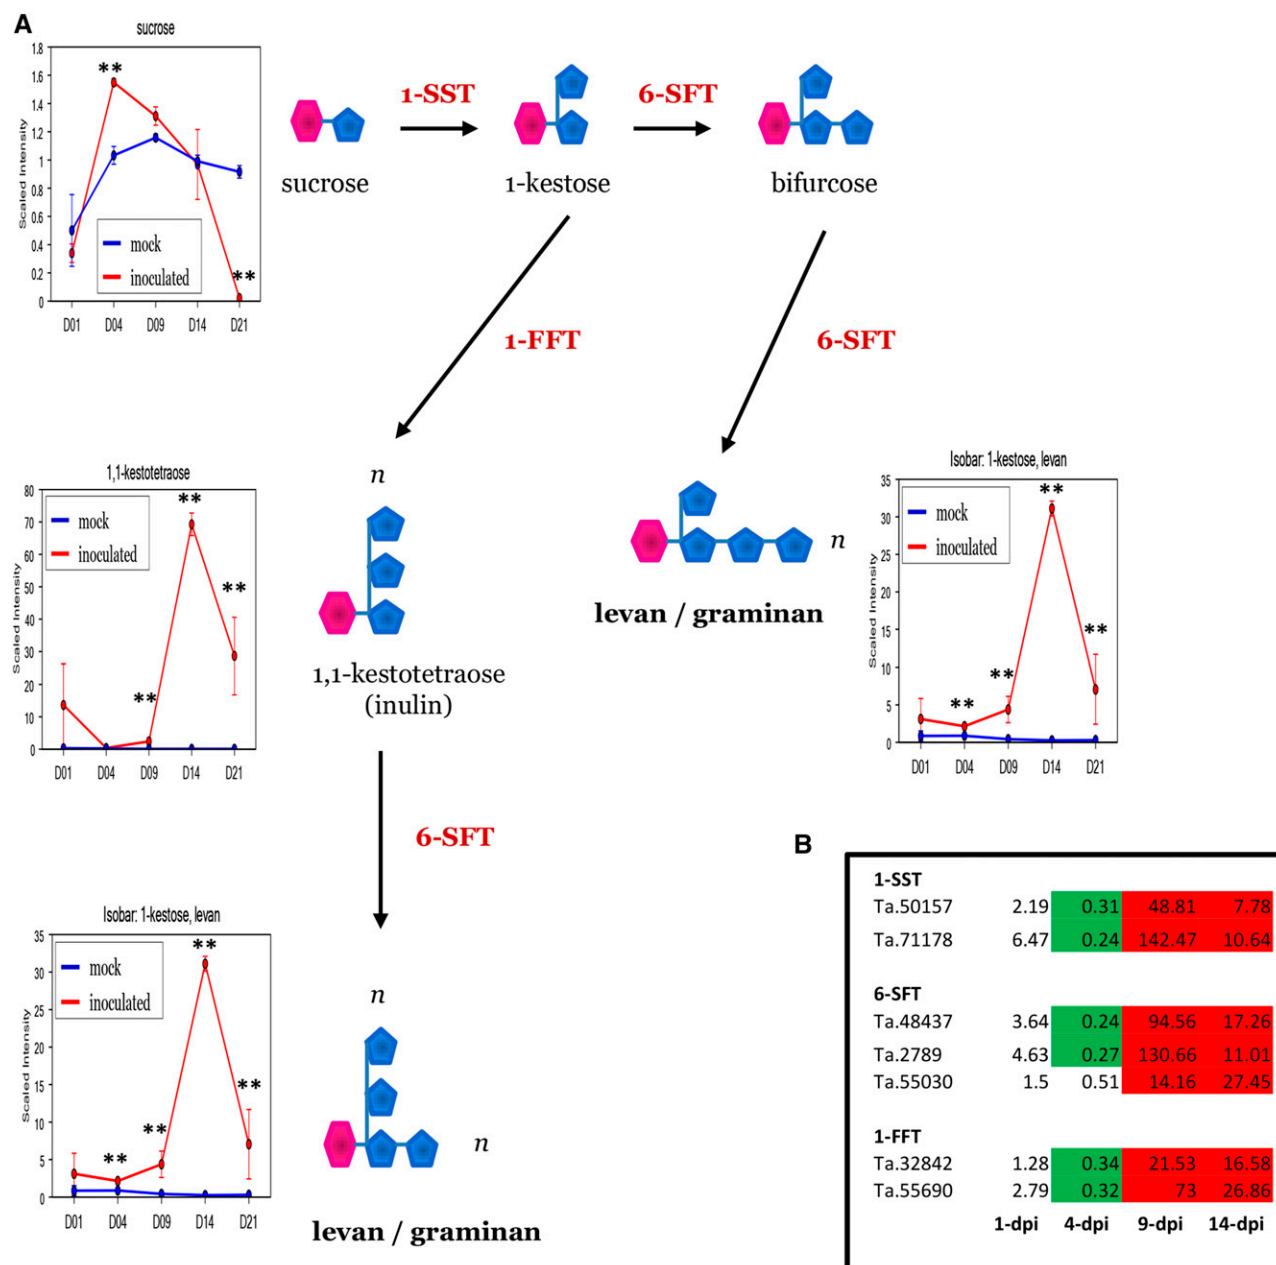 A
sucrose
1.8
1.6
1.4
1.2
1
0.8
0.6
0.4
0.2
0
Scaled Intensity
**
**
mock
inoculated
D01 D04 D09 D14 D21
1-SST
6-SFT
sucrose
1-kestose
bifurcose
1-FFT
6-SFT
1,1-kestotetraose
80
70
60
50
40
30
20
10
0
Scaled Intensity
mock
inoculated
**
**
**
D01 D04 D09 D14 D21
n
1,1-kestotetraose
(inulin)
n
levan / graminan
Isobar: 1-kestose, levan
35
30
25
20
15
10
5
0
Scaled Intensity
mock
inoculated
**
**
**
**
D01 D04 D09 D14 D21
6-SFT
Isobar: 1-kestose, levan
35
30
25
20
15
10
5
0
Scaled Intensity
mock
inoculated
**
**
**
**
D01 D04 D09 D14 D21
n
n
levan / graminan
B
1-SST
Ta.50157 2.19 0.31 48.81 7.78
Ta.71178 6.47 0.24 142.47 10.64
6-SFT
Ta.48437 3.64 0.24 94.56 17.26
Ta.2789 4.63 0.27 130.66 11.01
Ta.55030 1.5 0.51 14.16 27.45
1-FFT
Ta.32842 1.28 0.34 21.53 16.58
Ta.55690 2.79 0.32 73 26.86
1-dpi 4-dpi 9-dpi 14-dpi